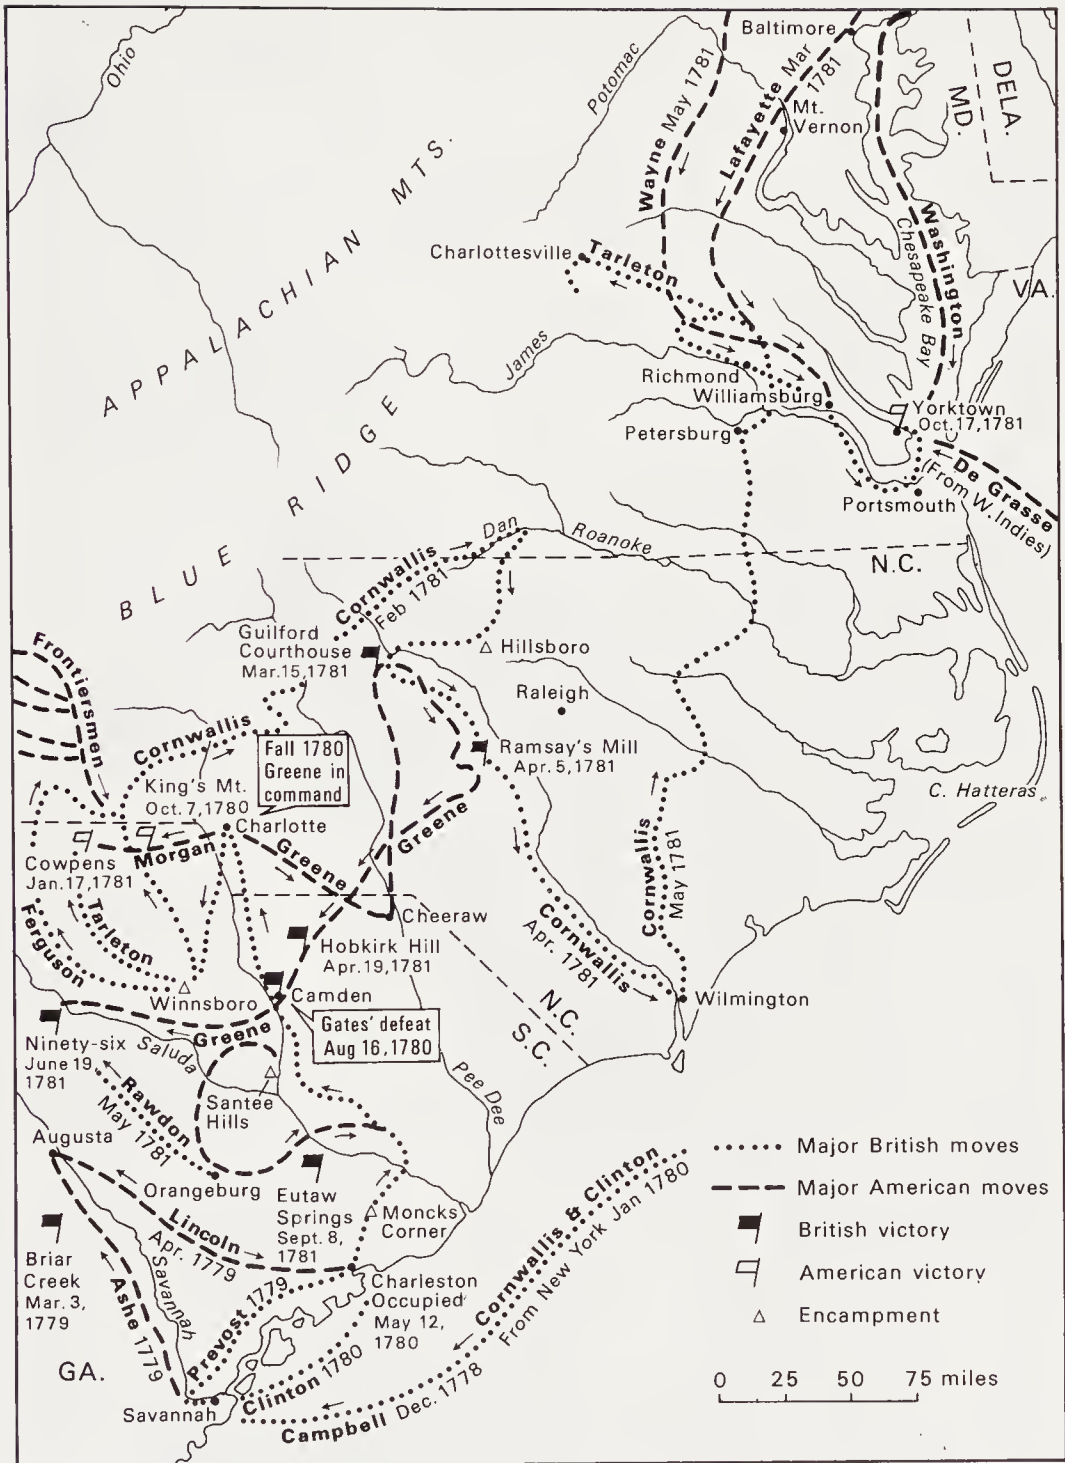 Ohio
Potomac
Baltimore
DELA.
MD.
Wayne May 1781
Lafayette Mar 1781
Mt.
Vernon
APPALACHIAN MTS.
Washington
Chesapeake Bay
VA.
Charlottesville
Tarleton
James
Richmond
Williamsburg
Yorktown
Oct. 17, 1781
Petersburg
De Grasse
(From W. Indies)
Portsmouth
BLUE RIDGE
Dan
Roanoke
N.C.
Cornwallis
Feb 1781
Guilford
Courthouse
Mar. 15, 1781
Hillsboro
Raleigh
Frontiersmen
Cornwallis
Fall 1780
Greene in
command
Ramsay's Mill
Apr. 5, 1781
King's Mt.
Oct. 7, 1780
C. Hatteras
Charlotte
Greene
Morgan
Greene
Cowpens
Jan. 17, 1781
Cheeraw
Tarleton
Ferguson
Cornwallis
May 1781
Cornwallis
Apr. 1781
Hobkirk Hill
Apr. 19, 1781
Winnsboro
Camden
Wilmington
N.C.
S.C.
Gates' defeat
Aug 16, 1780
Greene
Ninety-six
June 19,
1781
Saluda
Santee
Hills
Pee Dee
Rawdon
May 1781
Augusta
Orangeburg
Eutaw
Springs
Sept. 8,
1781
Moncks
Corner
Lincoln
Apr. 1779
Briar
Creek
Mar. 3,
1779
Savannah
Ashe 1779
Prevost 1779
Charleston
Occupied
May 12,
1780
Cornwallis & Clinton
From New York Jan 1780
GA.
Savannah
Clinton 1780
Campbell Dec. 1778
Major British moves
Major American moves
British victory
American victory
Encampment
0 25 50 75 miles